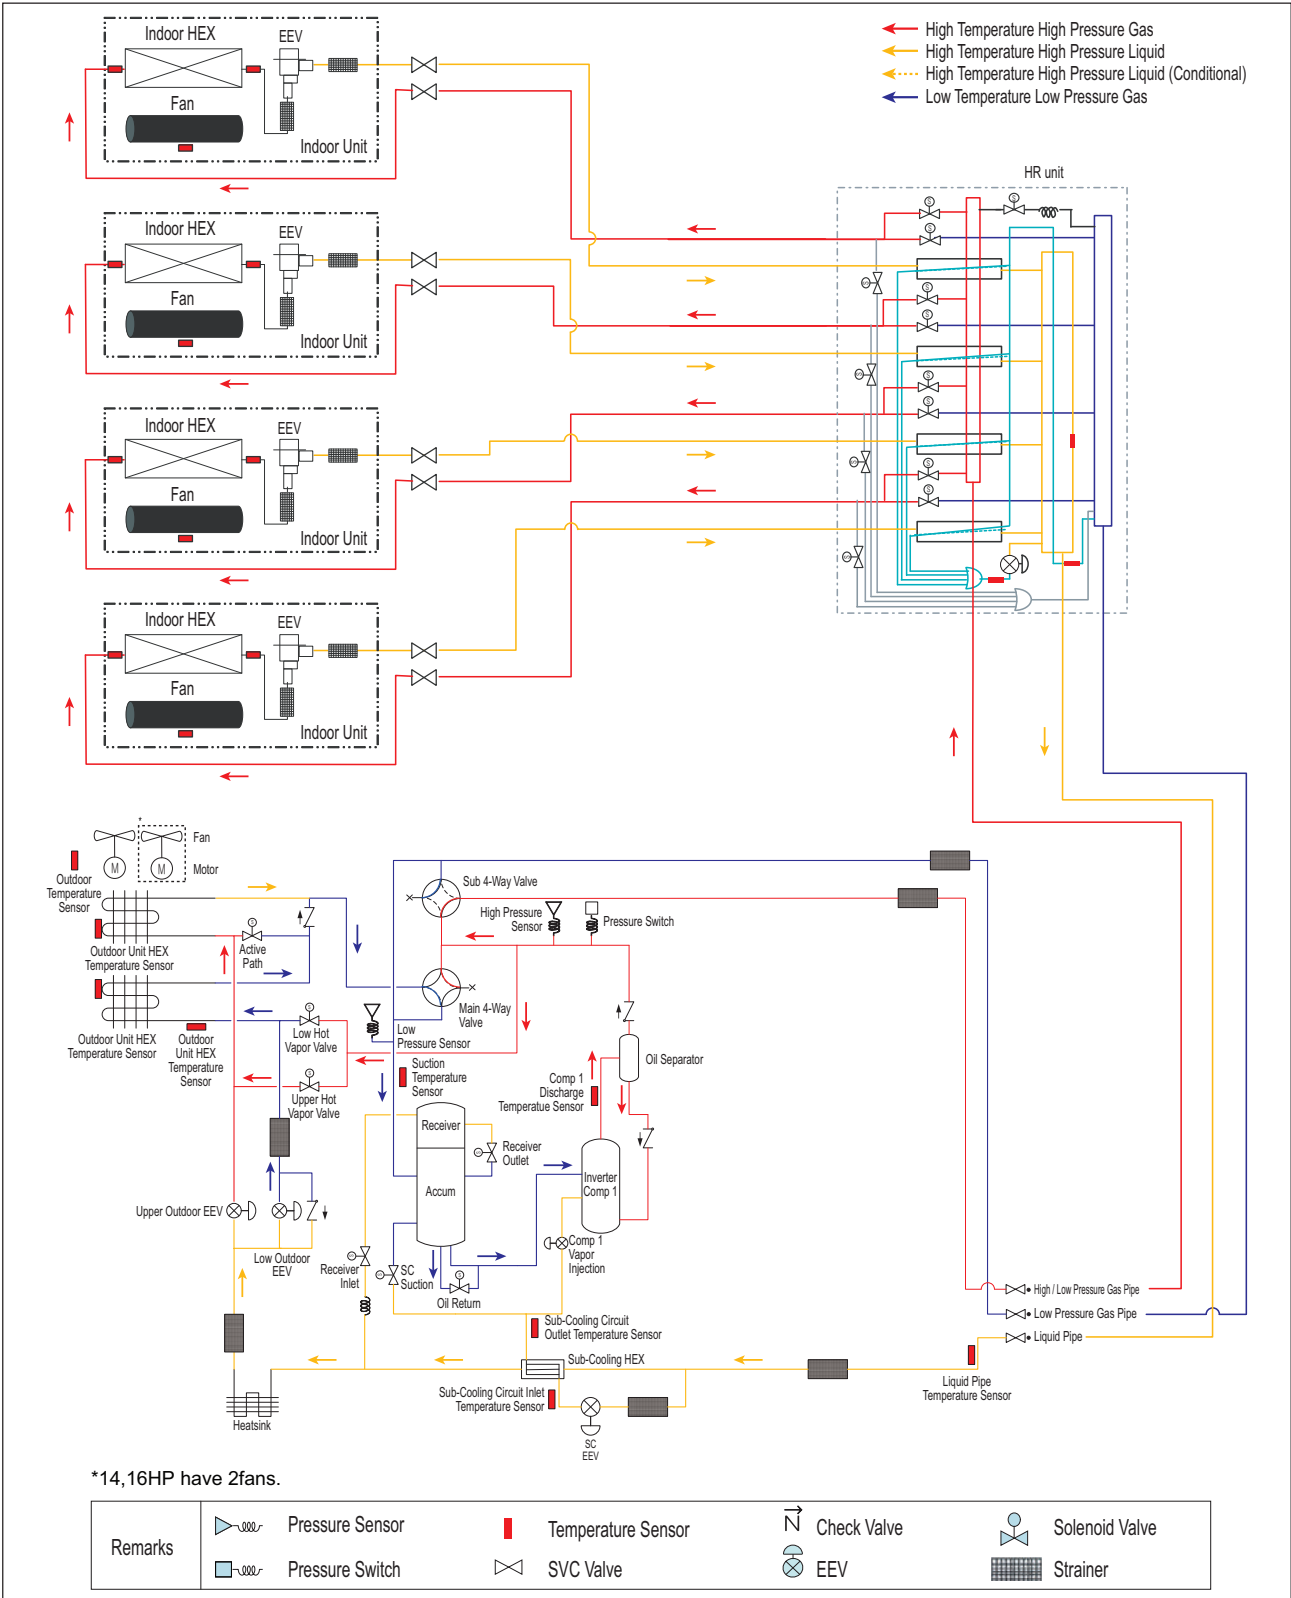 Indoor HEX
EEV
Fan
Indoor Unit
High Temperature High Pressure Gas
High Temperature High Pressure Liquid
High Temperature High Pressure Liquid (Conditional)
Low Temperature Low Pressure Gas
HR unit
S
S
S
S
S
S
S
S
S
S
S
S
S
Indoor HEX
EEV
Fan
Indoor Unit
Indoor HEX
EEV
Fan
Indoor Unit
Indoor HEX
EEV
Fan
Indoor Unit
*
Fan
M
M
Motor
Outdoor
Temperature
Sensor
Sub 4-Way Valve
High Pressure
Sensor
Pressure Switch
S
Active
Path
Outdoor Unit HEX
Temperature Sensor
Main 4-Way
Valve
Low
Pressure Sensor
S
Low Hot
Vapor Valve
Outdoor Unit HEX
Temperature Sensor
Outdoor
Unit HEX
Temperature
Sensor
Suction
Temperature
Sensor
Oil Separator
Comp 1
Discharge
Temperatue Sensor
S
Upper Hot
Vapor Valve
Receiver
S
Receiver
Outlet
Accum
Inverter
Comp 1
Upper Outdoor EEV
Low Outdoor
EEV
S
Receiver
Inlet
S
SC
Suction
S
Oil Return
Comp 1
Vapor
Injection
High / Low Pressure Gas Pipe
Low Pressure Gas Pipe
Liquid Pipe
Sub-Cooling Circuit
Outlet Temperature Sensor
Sub-Cooling HEX
Sub-Cooling Circuit Inlet
Temperature Sensor
Liquid Pipe
Temperature Sensor
Heatsink
SC
EEV
*14,16HP have 2fans.
Remarks
Pressure Sensor
Temperature Sensor
Check Valve
Solenoid Valve
Pressure Switch
SVC Valve
EEV
Strainer